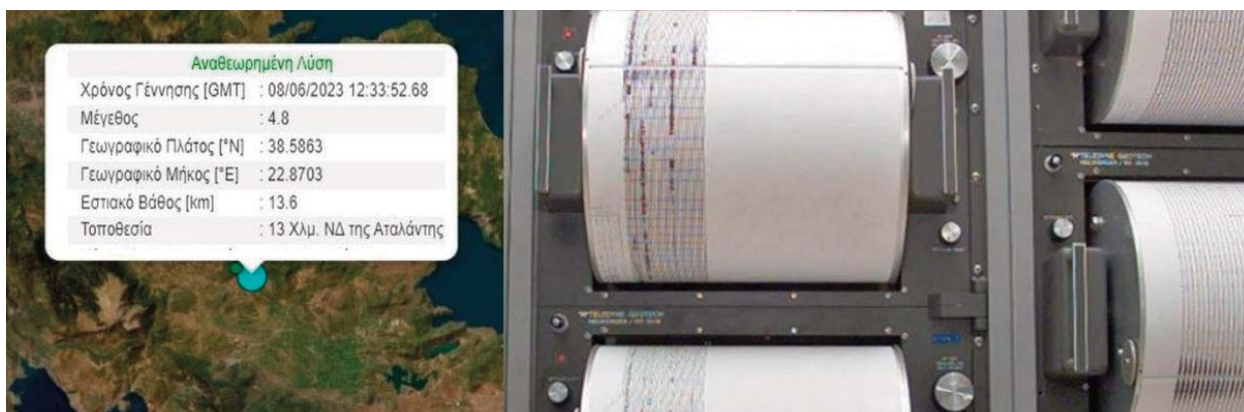 Αναθεωρημένη Λύση
Χρόνος Γέννησης [GMT] : 08/06/2023 12:33:52.68
Μέγεθος : 4.8
Γεωγραφικό Πλάτος [°N] : 38.5863
Γεωγραφικό Μήκος [°E] : 22.8703
Εστιακό Βάθος [km] : 13.6
Τοποθεσία : 13 Χλμ. ΝΔ της Αταλάντης
TELEDYNE GEOTECH
TELEDYNE GEOTECH